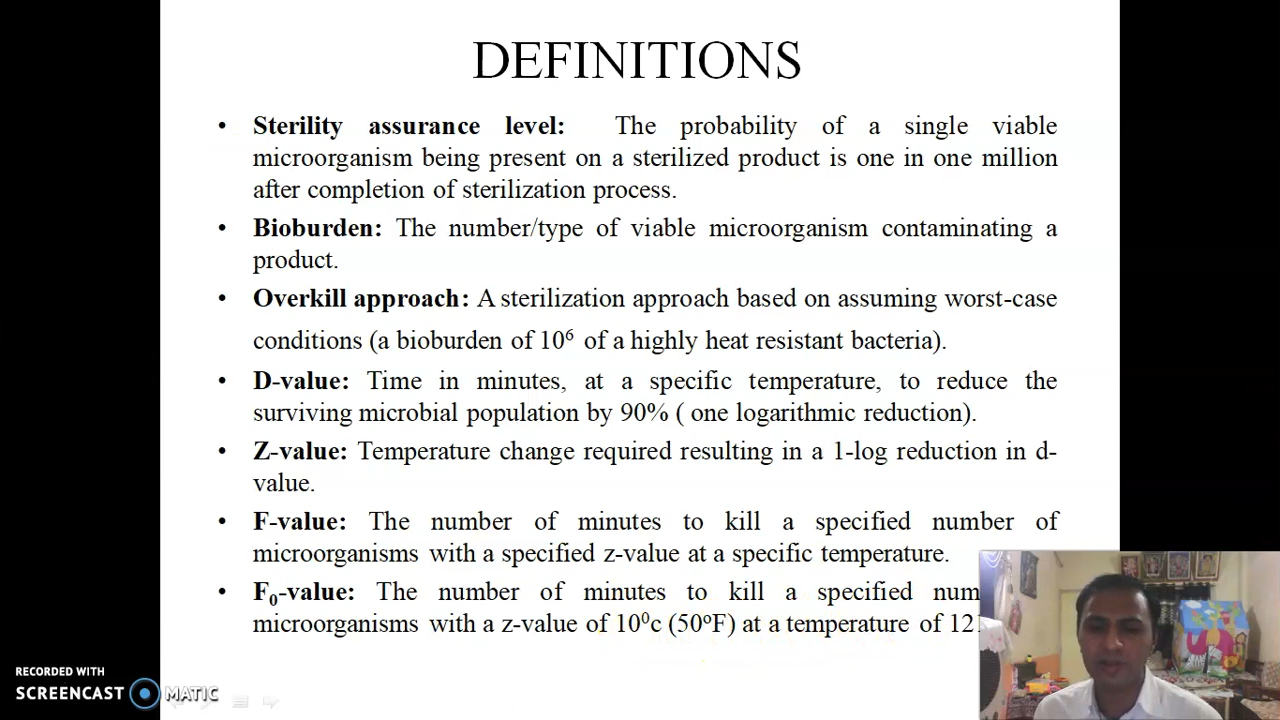 DEFINITIONS
• Sterility assurance level: The probability of a single viable
microorganism being present on a sterilized product is one in one million
after completion of sterilization process.
• Bioburden: The number/type of viable microorganism contaminating a
product.
• Overkill approach: A sterilization approach based on assuming worst-case
conditions (a bioburden of 10⁶ of a highly heat resistant bacteria).
• D-value: Time in minutes, at a specific temperature, to reduce the
surviving microbial population by 90% ( one logarithmic reduction).
• Z-value: Temperature change required resulting in a 1-log reduction in d-
value.
• F-value: The number of minutes to kill a specified number of
microorganisms with a specified z-value at a specific temperature.
• F₀-value: The number of minutes to kill a specified
microorganisms with a z-value of 10⁰c (50ºF) at a temperature of
RECORDED WITH
SCREENCAST MATIC